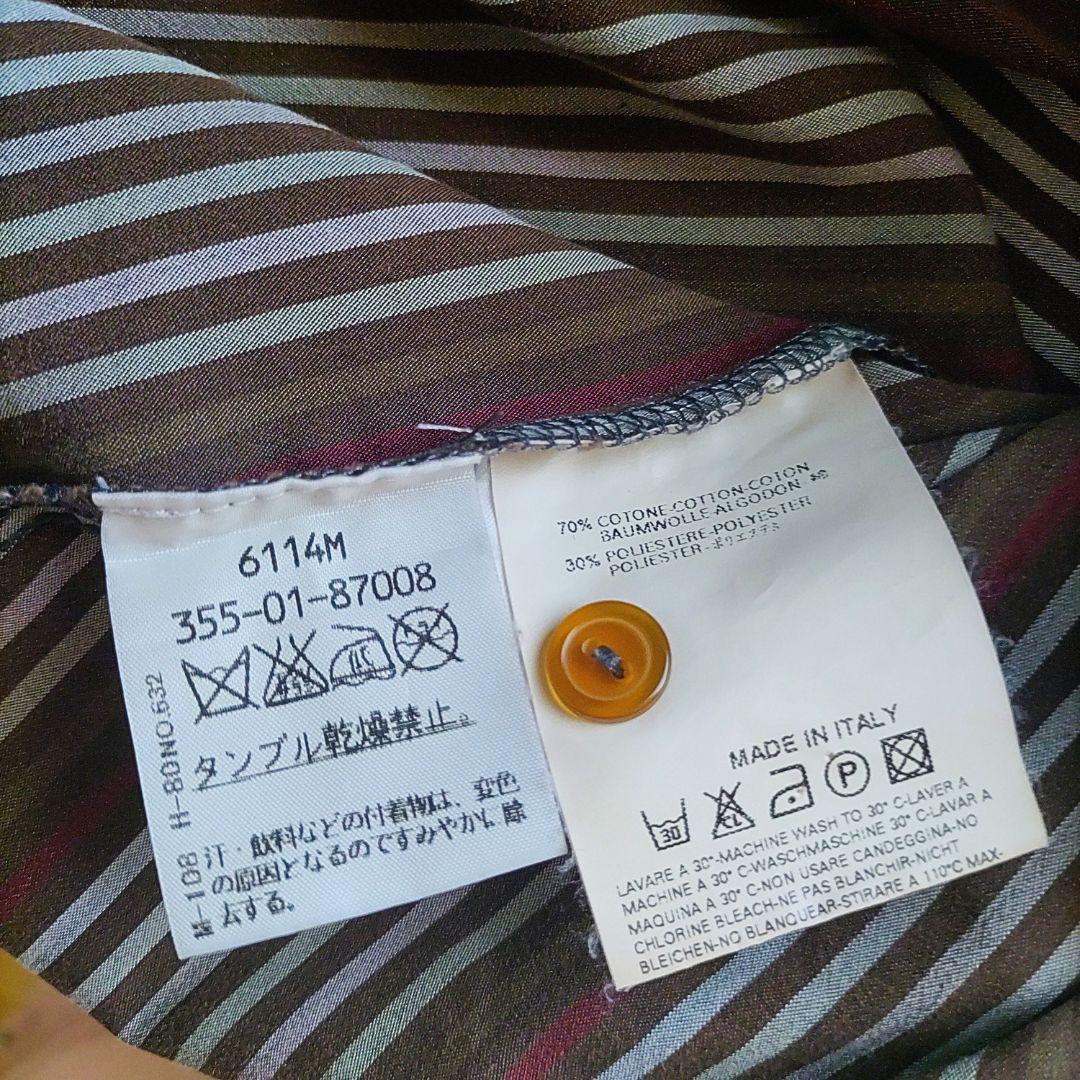 6114M
355-01-87008
タンブル乾燥禁止。
汗・飲料などの付着物は、変色
の原因となるのですみやかに除
去する。
H-108 H-80NO.632
70% COTONE-COTTON-COTON
BAUMWOLLE-ALGODON 綿
30% POLIESTERE-POLYESTER
POLIESTER-ポリエステル
MADE IN ITALY
30 CL P
LAVARE A 30°-MACHINE WASH TO 30° C-LAVER A
MACHINE A 30° C-WASCHMASCHINE 30° C-LAVAR A
MAQUINA A 30° C-NON USARE CANDEGGINA-NO
CHLORINE BLEACH-NE PAS BLANCHIR-NICHT
BLEICHEN-NO BLANQUEAR-STIRARE A 110°C MAX-